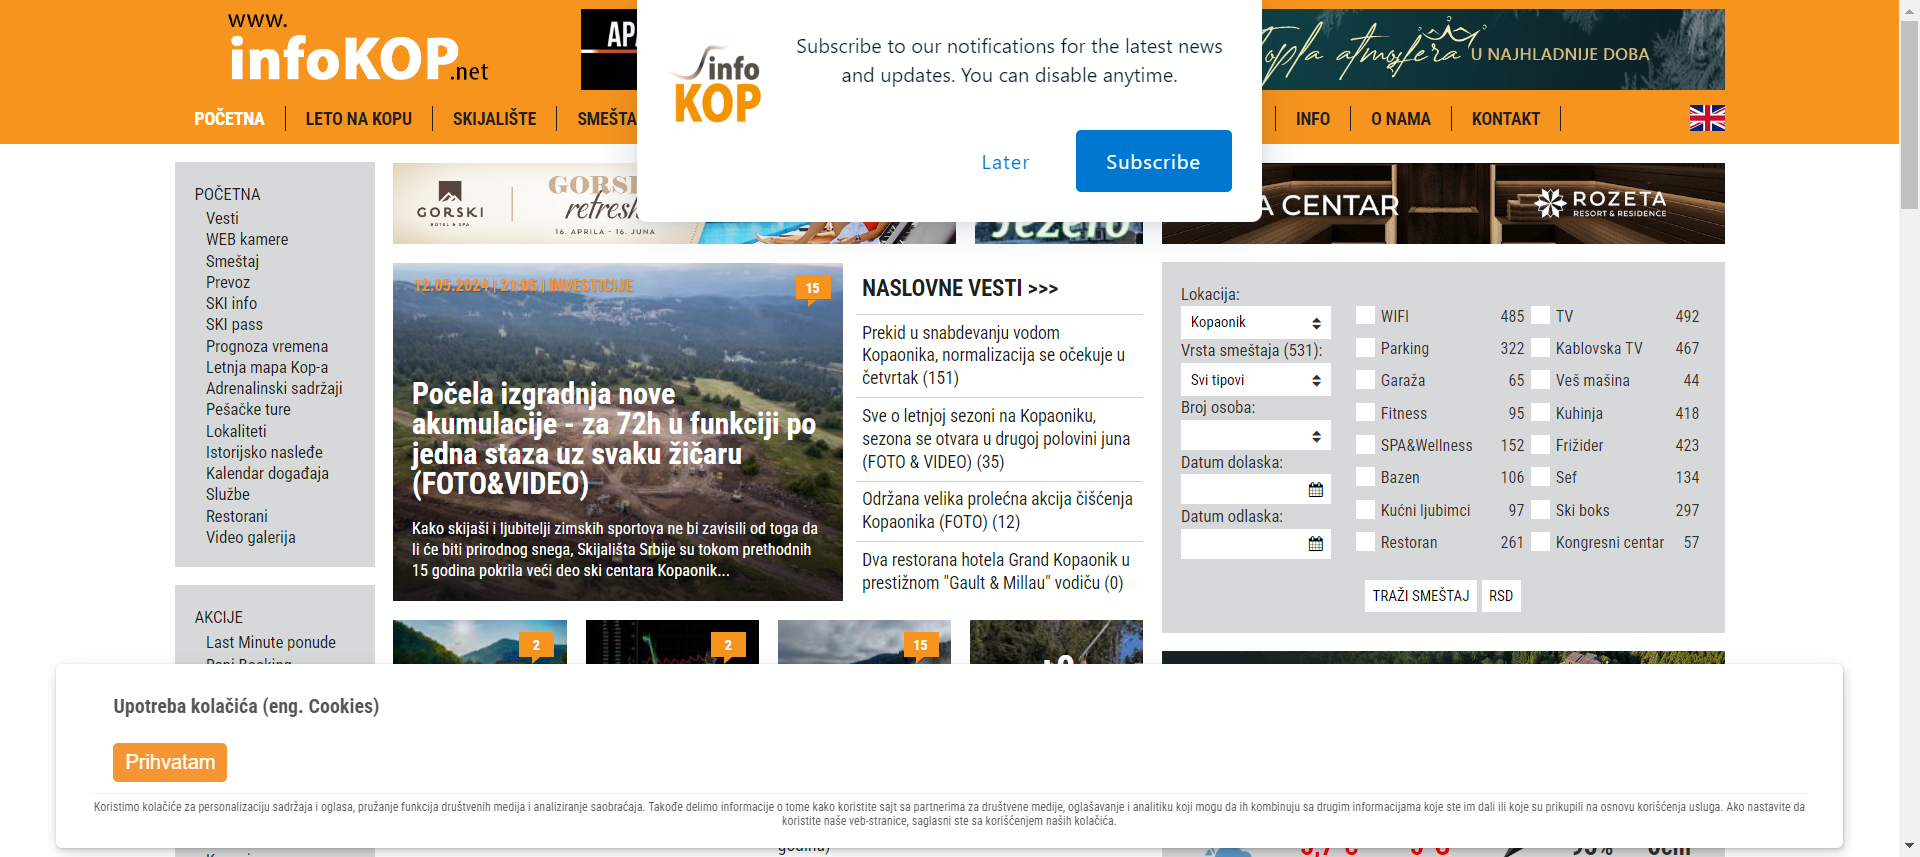 www.
infoKOP.net
Subscribe to our notifications for the latest news
and updates. You can disable anytime.
info
KOP
Later
Subscribe
Topla atmosfera U NAJHLADNIJE DOBA
POČETNA
LETO NA KOPU
SKIJALIŠTE
SMEŠTA
INFO
O NAMA
KONTAKT
GORSKI
HOTEL & SPA
refresh
16. APRILA - 16. JUNA
Jezero
A CENTAR
ROZETA
RESORT & RESIDENCE
POČETNA
Vesti
WEB kamere
Smeštaj
Prevoz
SKI info
SKI pass
Prognoza vremena
Letnja mapa Kop-a
Adrenalinski sadržaji
Pešačke ture
Lokaliteti
Istorijsko nasleđe
Kalendar događaja
Službe
Restorani
Video galerija
AKCIJE
Last Minute ponude
12.05.2024 | 21:05 | INVESTICIJE
15
Počela izgradnja nove
akumulacije - za 72h u funkciji po
jedna staza uz svaku žičaru
(FOTO&VIDEO)
Kako skijaši i ljubitelji zimskih sportova ne bi zavisili od toga da
li će biti prirodnog snega, Skijališta Srbije su tokom prethodnih
15 godina pokrila veći deo ski centara Kopaonik...
NASLOVNE VESTI >>>
Prekid u snabdevanju vodom
Kopaonika, normalizacija se očekuje u
četvrtak (151)
Sve o letnjoj sezoni na Kopaoniku,
sezona se otvara u drugoj polovini juna
(FOTO & VIDEO) (35)
Održana velika prolećna akcija čišćenja
Kopaonika (FOTO) (12)
Dva restorana hotela Grand Kopaonik u
prestižnom "Gault & Millau" vodiču (0)
2
2
15
Lokacija:
Kopaonik
Vrsta smeštaja (531):
Svi tipovi
Broj osoba:
Datum dolaska:
Datum odlaska:
WIFI 485 TV 492
Parking 322 Kablovska TV 467
Garaža 65 Veš mašina 44
Fitness 95 Kuhinja 418
SPA&Wellness 152 Frižider 423
Bazen 106 Sef 134
Kućni ljubimci 97 Ski boks 297
Restoran 261 Kongresni centar 57
TRAŽI SMEŠTAJ
RSD
Upotreba kolačića (eng. Cookies)
Prihvatam
Koristimo kolačiće za personalizaciju sadržaja i oglasa, pružanje funkcija društvenih medija i analiziranje saobraćaja. Takođe delimo informacije o tome kako koristite sajt sa partnerima za društvene medije, oglašavanje i analitiku koji mogu da ih kombinuju sa drugim informacijama koje ste im dali ili koje su prikupili na osnovu korišćenja usluga. Ako nastavite da
koristite naše veb-stranice, saglasni ste sa korišćenjem naših kolačića.